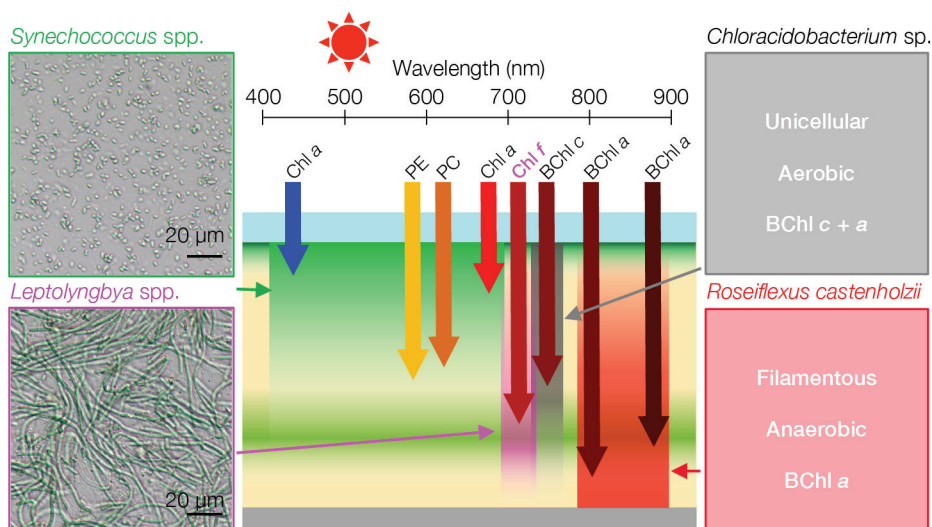 Synechococcus spp.
20 µm
Leptolyngbya spp.
20 µm
Wavelength (nm)
400 500 600 700 800 900
Chl a
PE
PC
Chl a
Chl f
BChl c
BChl a
BChl a
Chloracidobacterium sp.
Unicellular
Aerobic
BChl c + a
Roseiflexus castenholzii
Filamentous
Anaerobic
BChl a